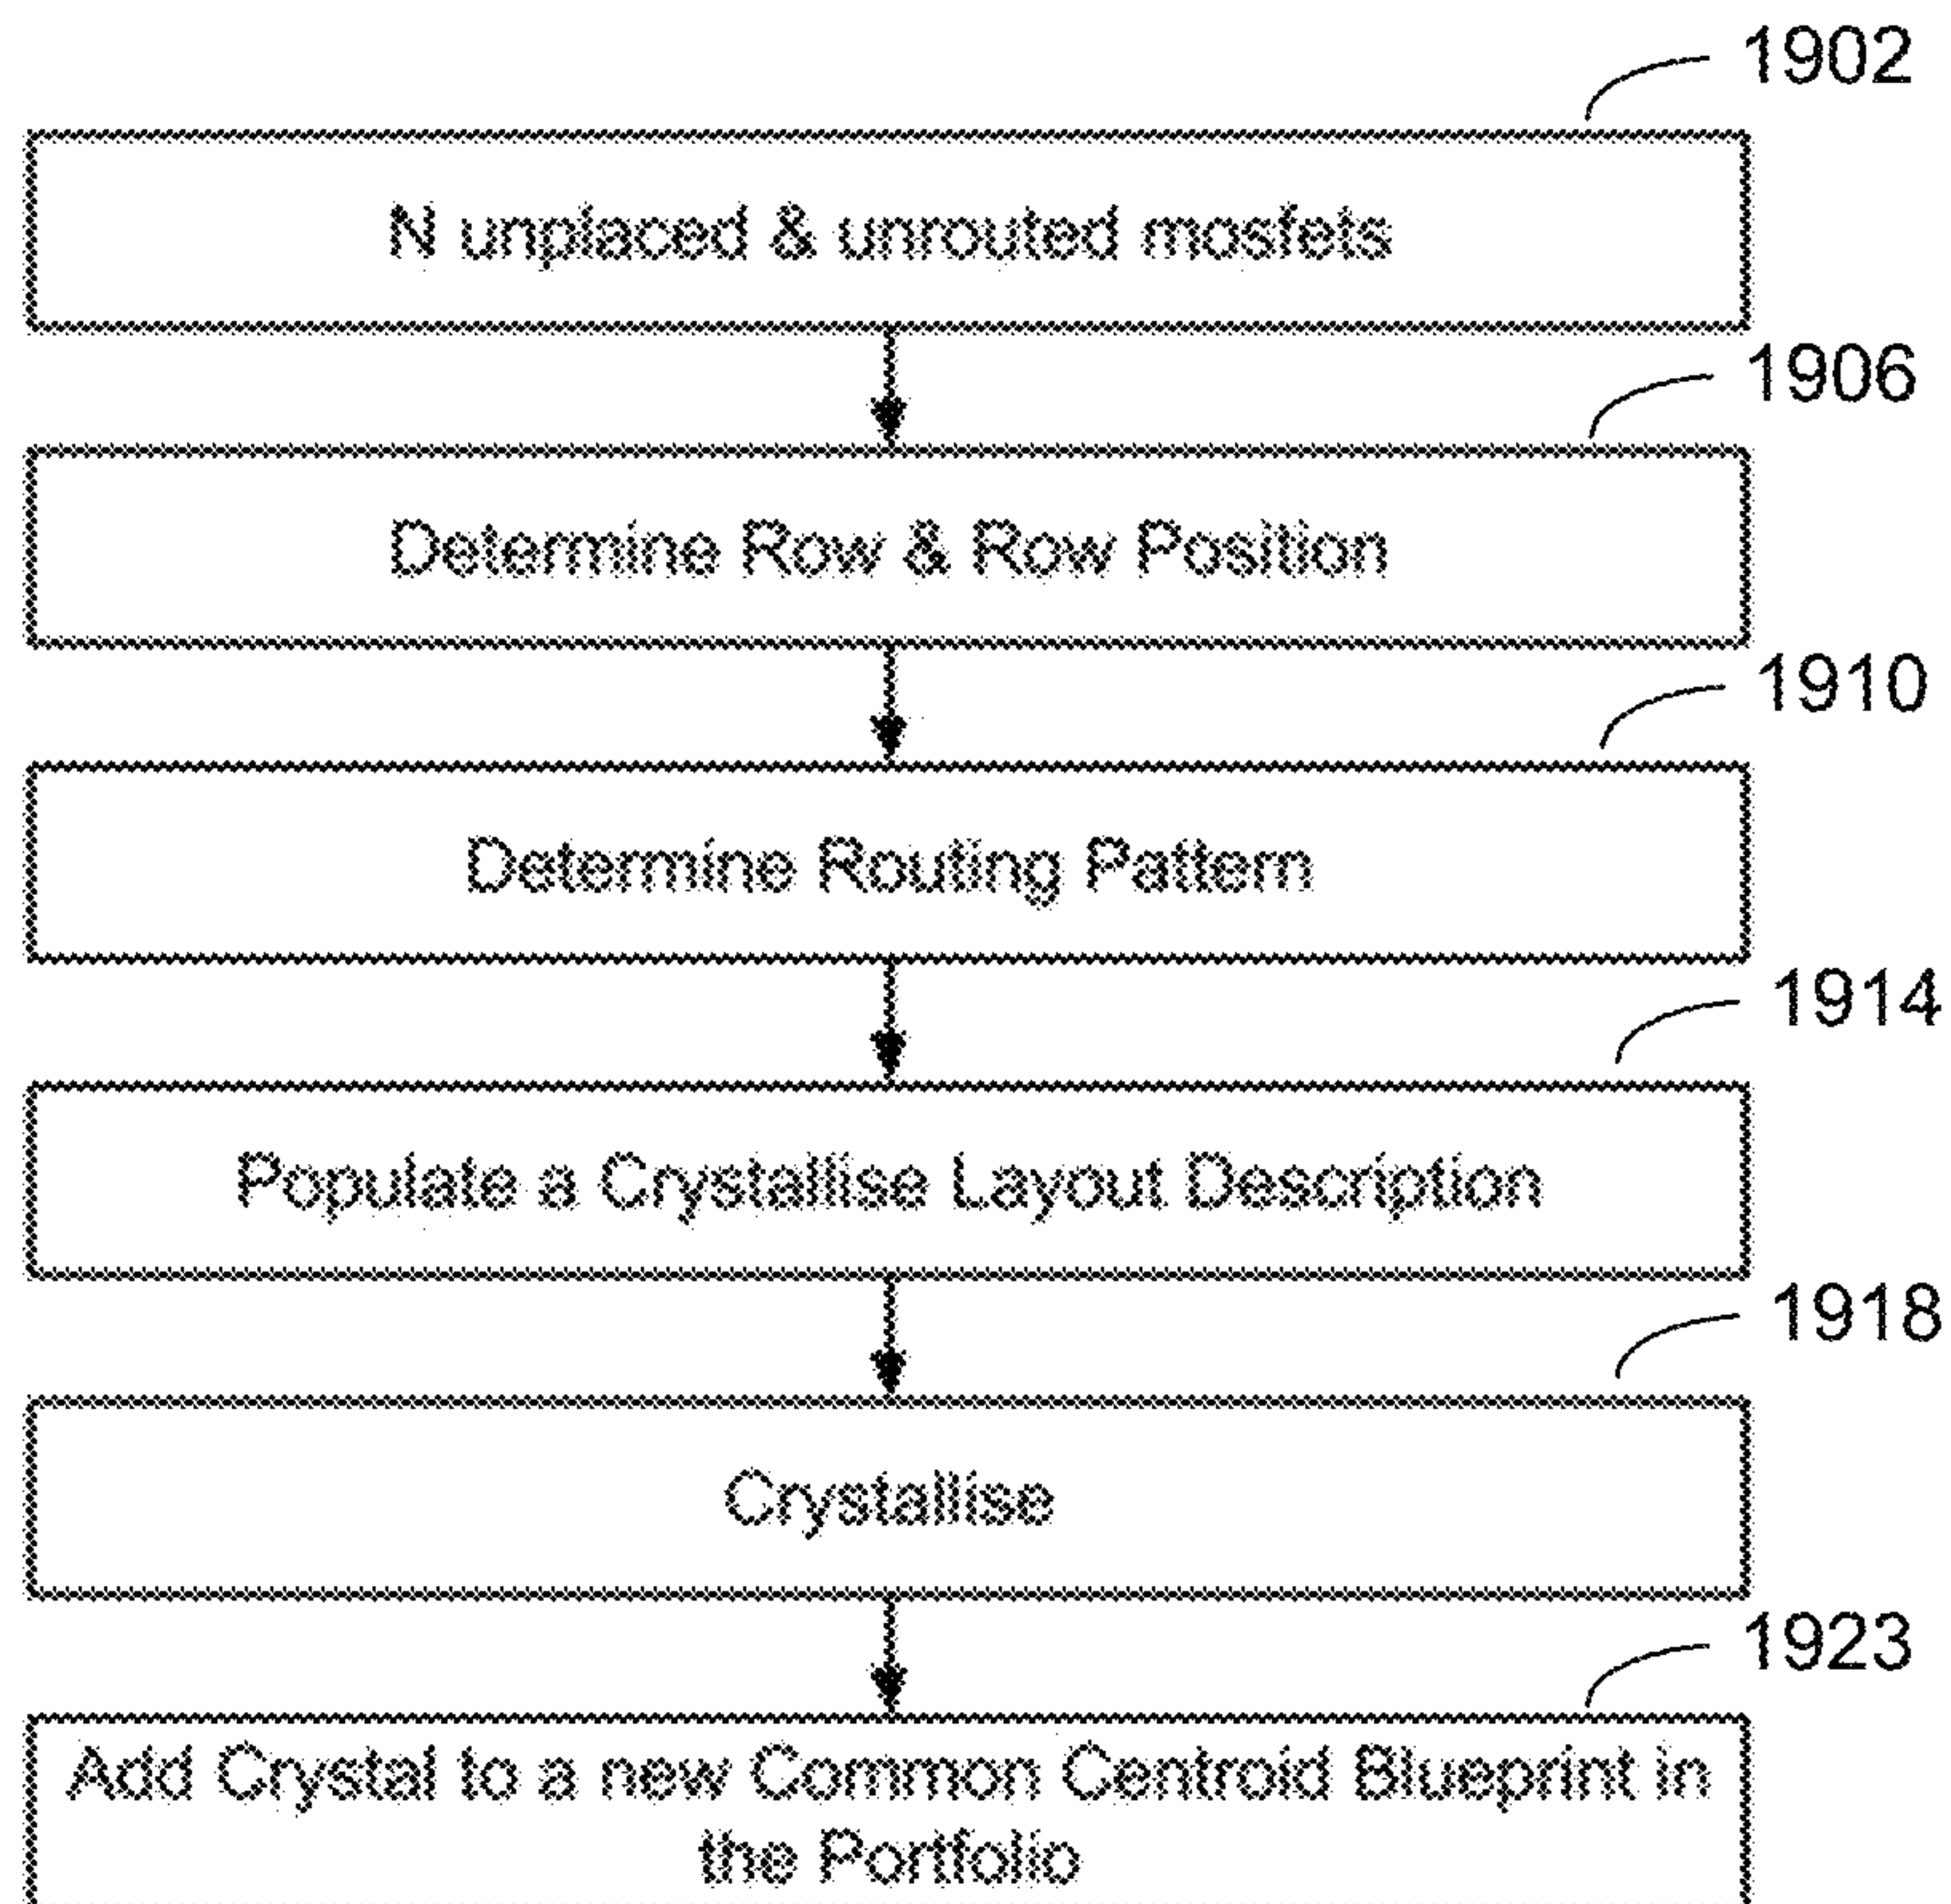 1902
N unplaced & unrouted mosfets
1906
Determine Row & Row Position
1910
Determine Routing Pattern
1914
Populate a Crystallise Layout Description
1918
Crystallise
1923
Add Crystal to a new Common Centroid Blueprint in
the Portfolio